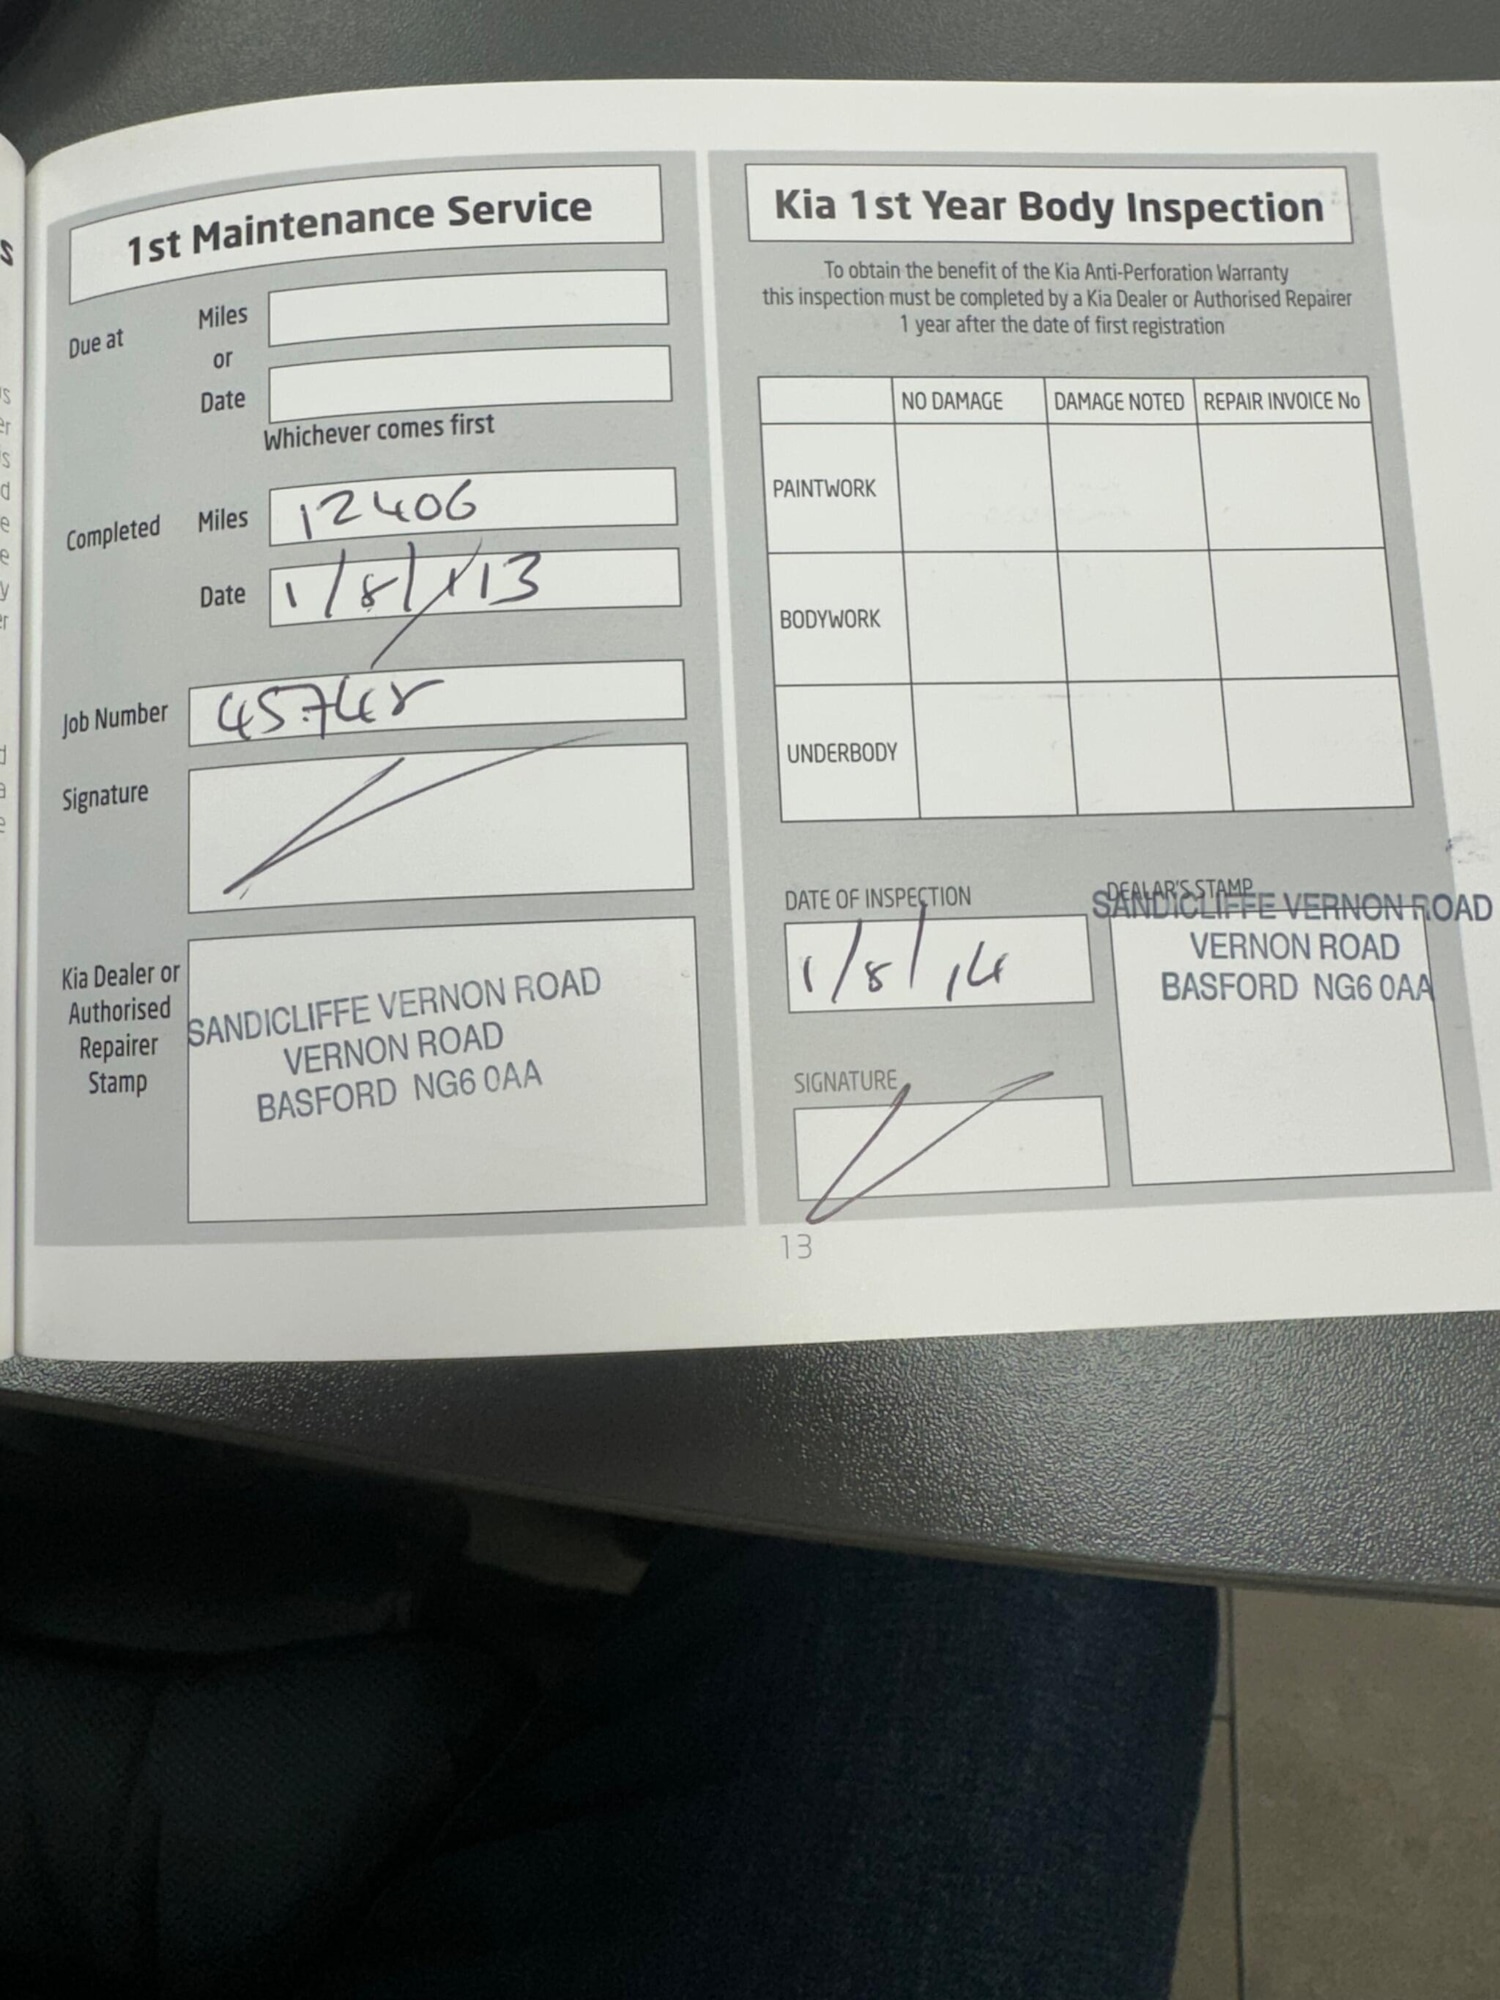 1st Maintenance Service
Due at
Miles
or
Date
Whichever comes first
Completed
Miles
12406
Date
1/8/13
Job Number
Signature
Kia Dealer or
Authorised
Repairer
Stamp
SANDICLIFFE VERNON ROAD
VERNON ROAD
BASFORD NG6 0AA
Kia 1st Year Body Inspection
To obtain the benefit of the Kia Anti-Perforation Warranty
this inspection must be completed by a Kia Dealer or Authorised Repairer
1 year after the date of first registration
NO DAMAGE
DAMAGE NOTED
REPAIR INVOICE No
PAINTWORK
BODYWORK
UNDERBODY
DATE OF INSPECTION
1/8/14
DEALAR'S STAMP
SANDICLIFFE VERNON ROAD
VERNON ROAD
BASFORD NG6 0AA
SIGNATURE
13